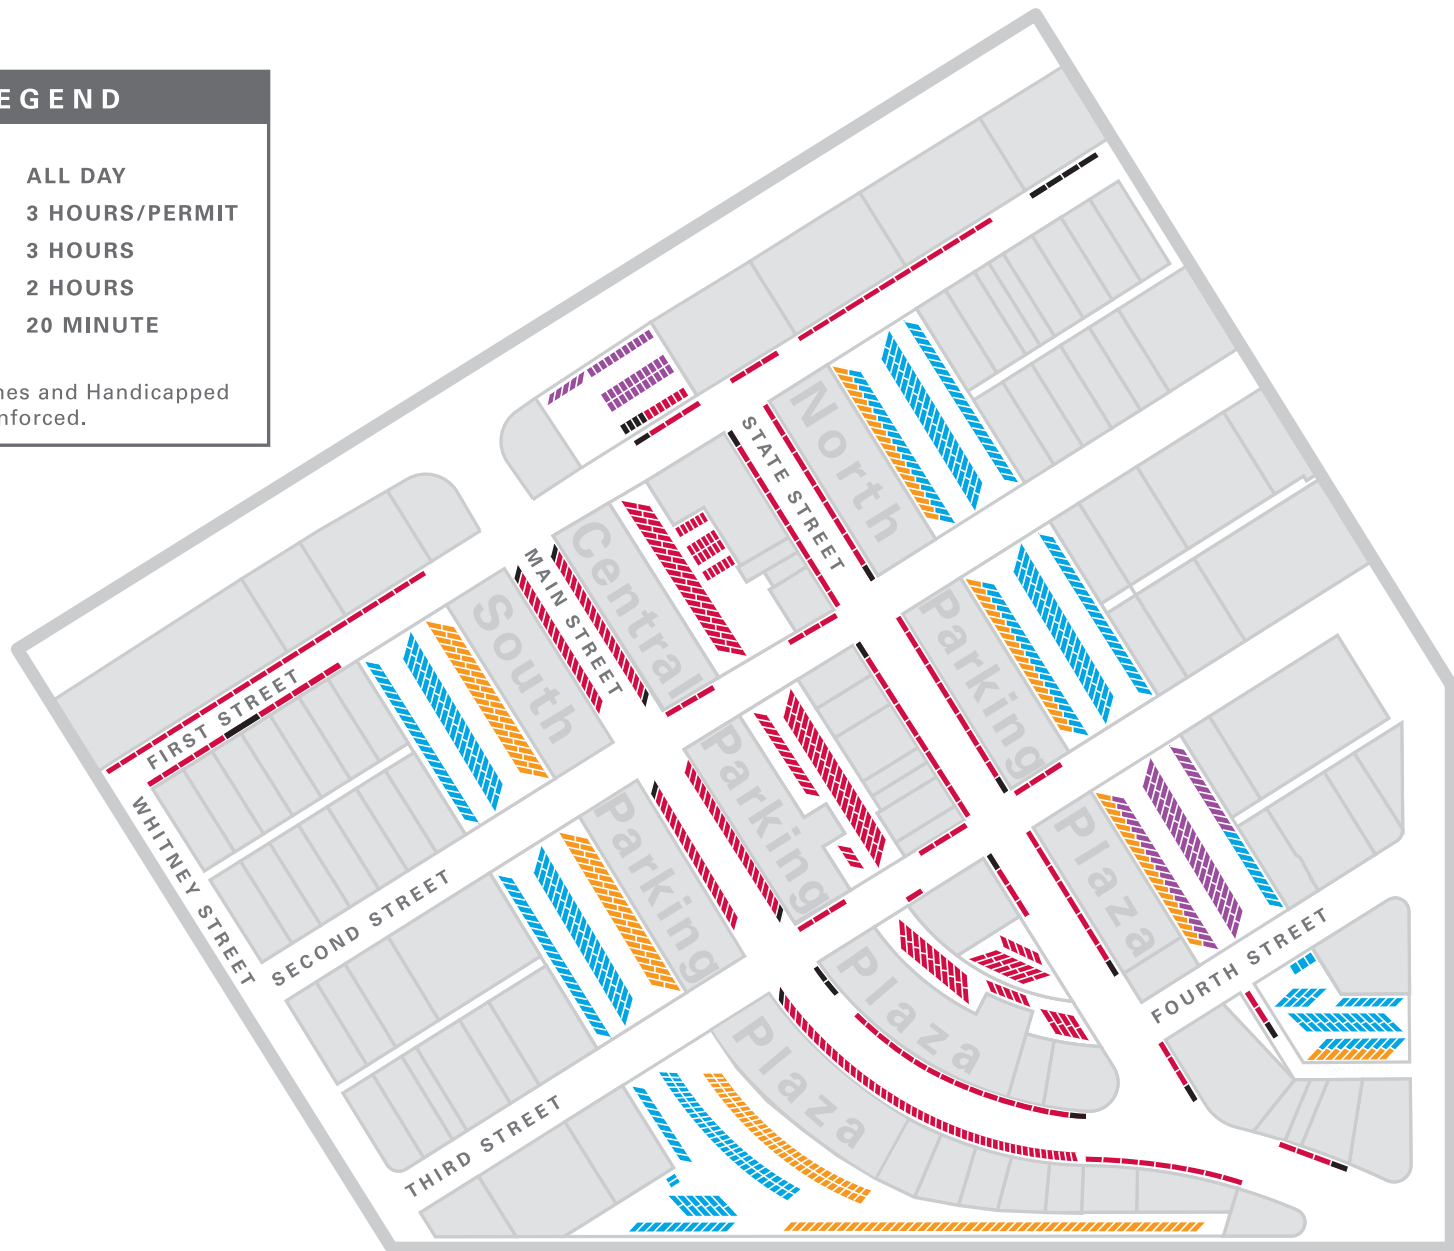 EGEND
ALL DAY
3 HOURS/PERMIT
3 HOURS
2 HOURS
20 MINUTE
nes and Handicapped
nforced.
North
STATE STREET
Central
MAIN STREET
South
Parking
FIRST STREET
Parking
Parking
WHITNEY STREET
SECOND STREET
Plaza
Plaza
Plaza
FOURTH STREET
THIRD STREET